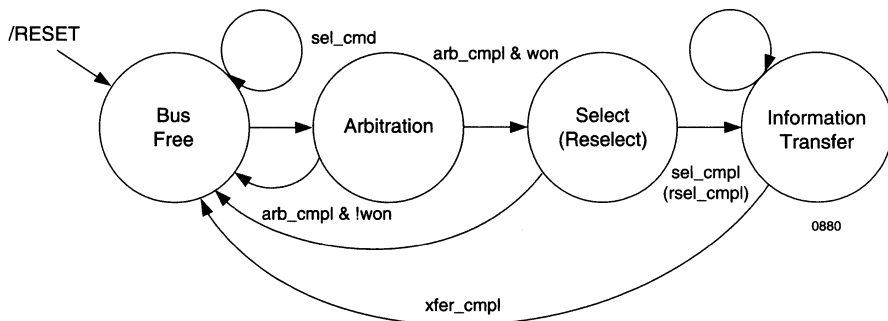 /RESET
sel_cmd
arb_cmpl & won
Bus
Free
Arbitration
Select
(Reselect)
Information
Transfer
sel_cmpl
(rsel_cmpl)
arb_cmpl & !won
0880
xfer_cmpl